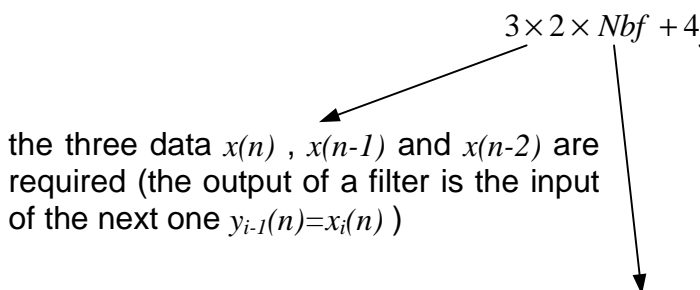 3×2×Nbf +4
the three data x(n) , x(n-1) and x(n-2) are
required (the output of a filter is the input
of the next one yᵢ₋₁(n)=xᵢ(n) )